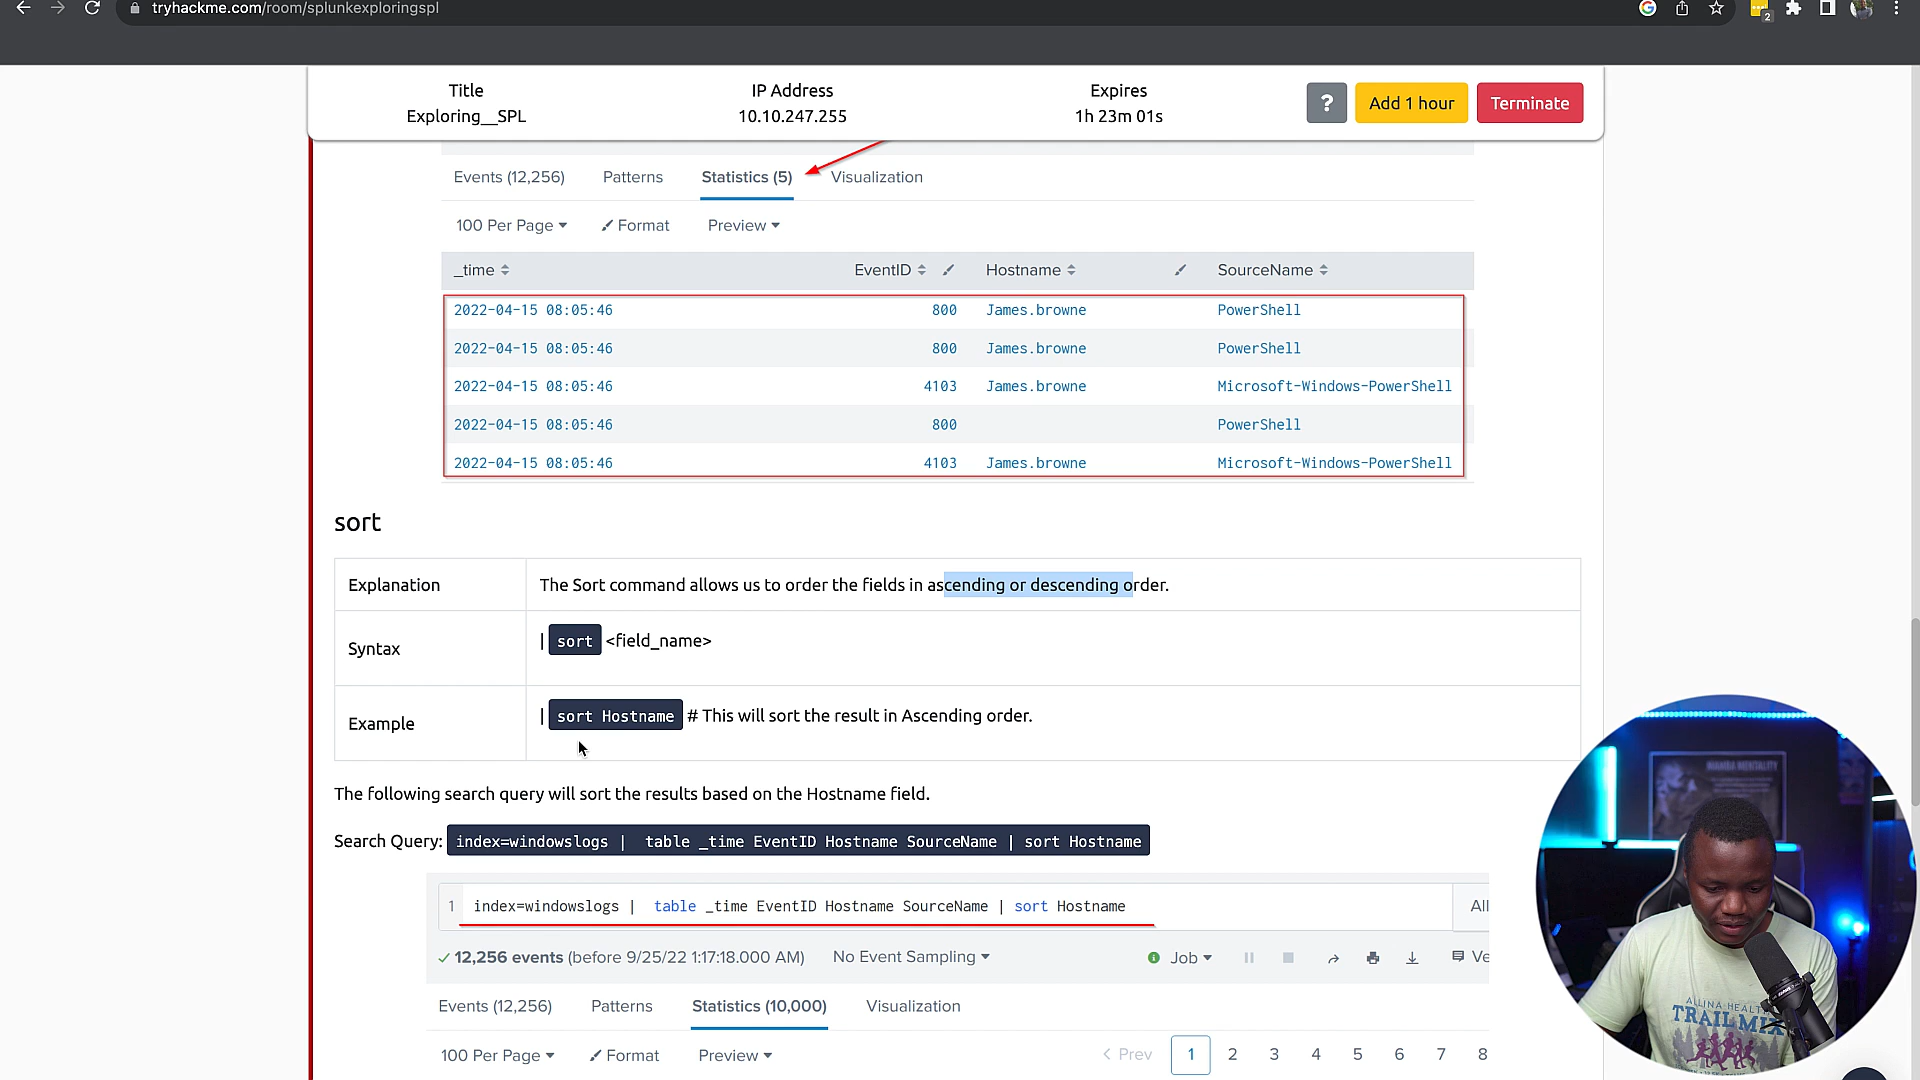 tryhackme.com/room/splunkexploringspl
2
Title
Exploring__SPL
IP Address
10.10.247.255
Expires
1h 23m 01s
?
Add 1 hour
Terminate
Events (12,256) Patterns Statistics (5) Visualization
100 Per Page Format Preview
_time EventID Hostname SourceName
2022-04-15 08:05:46 800 James.browne PowerShell
2022-04-15 08:05:46 800 James.browne PowerShell
2022-04-15 08:05:46 4103 James.browne Microsoft-Windows-PowerShell
2022-04-15 08:05:46 800 PowerShell
2022-04-15 08:05:46 4103 James.browne Microsoft-Windows-PowerShell
sort
Explanation The Sort command allows us to order the fields in ascending or descending order.
Syntax | sort <field_name>
Example | sort Hostname # This will sort the result in Ascending order.
The following search query will sort the results based on the Hostname field.
Search Query: index=windowslogs | table _time EventID Hostname SourceName | sort Hostname
1 index=windowslogs | table _time EventID Hostname SourceName | sort Hostname All
12,256 events (before 9/25/22 1:17:18.000 AM) No Event Sampling Job Ve
Events (12,256) Patterns Statistics (10,000) Visualization
100 Per Page Format Preview < Prev 1 2 3 4 5 6 7 8
MAMBA MENTALITY
ALLINA HEALTH
TRAIL MIX